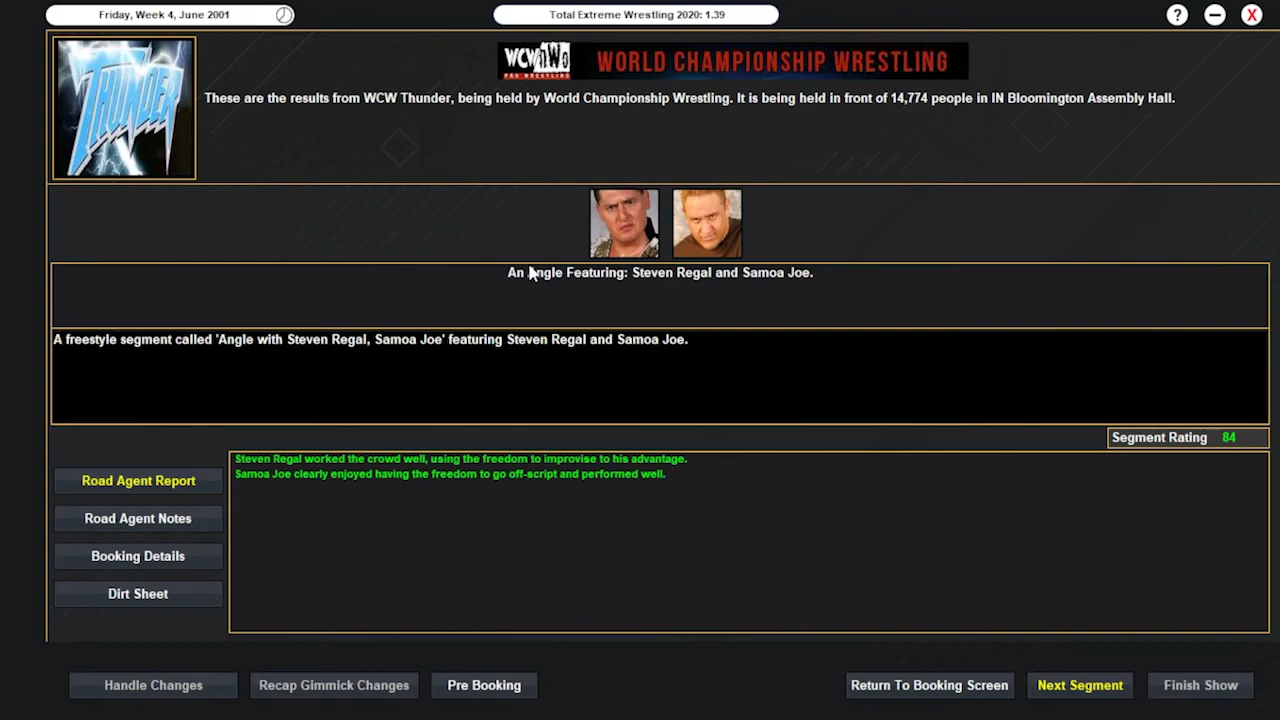 Friday, Week 4, June 2001
Total Extreme Wrestling 2020: 1.39
?
X
THUNDER
WCW
PRO WRESTLING
WORLD CHAMPIONSHIP WRESTLING
These are the results from WCW Thunder, being held by World Championship Wrestling. It is being held in front of 14,774 people in IN Bloomington Assembly Hall.
An Angle Featuring: Steven Regal and Samoa Joe.
A freestyle segment called 'Angle with Steven Regal, Samoa Joe' featuring Steven Regal and Samoa Joe.
Segment Rating 84
Steven Regal worked the crowd well, using the freedom to improvise to his advantage.
Samoa Joe clearly enjoyed having the freedom to go off-script and performed well.
Road Agent Report
Road Agent Notes
Booking Details
Dirt Sheet
Handle Changes
Recap Gimmick Changes
Pre Booking
Return To Booking Screen
Next Segment
Finish Show